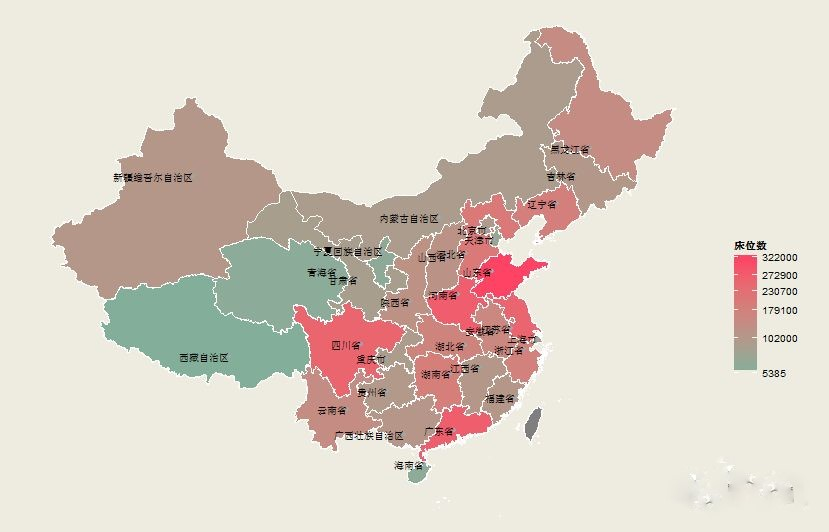 黑龙江省
吉林省
新疆维吾尔自治区
辽宁省
内蒙古自治区
北京市
天津市
宁夏回族自治区
山西省
河北省
青海省
甘肃省
山东省
陕西省
河南省
安徽省
江苏省
上海市
四川省
重庆市
湖北省
浙江省
西藏自治区
湖南省
江西省
贵州省
福建省
云南省
广西壮族自治区
广东省
海南省
床位数
322000
272900
230700
179100
102000
5385